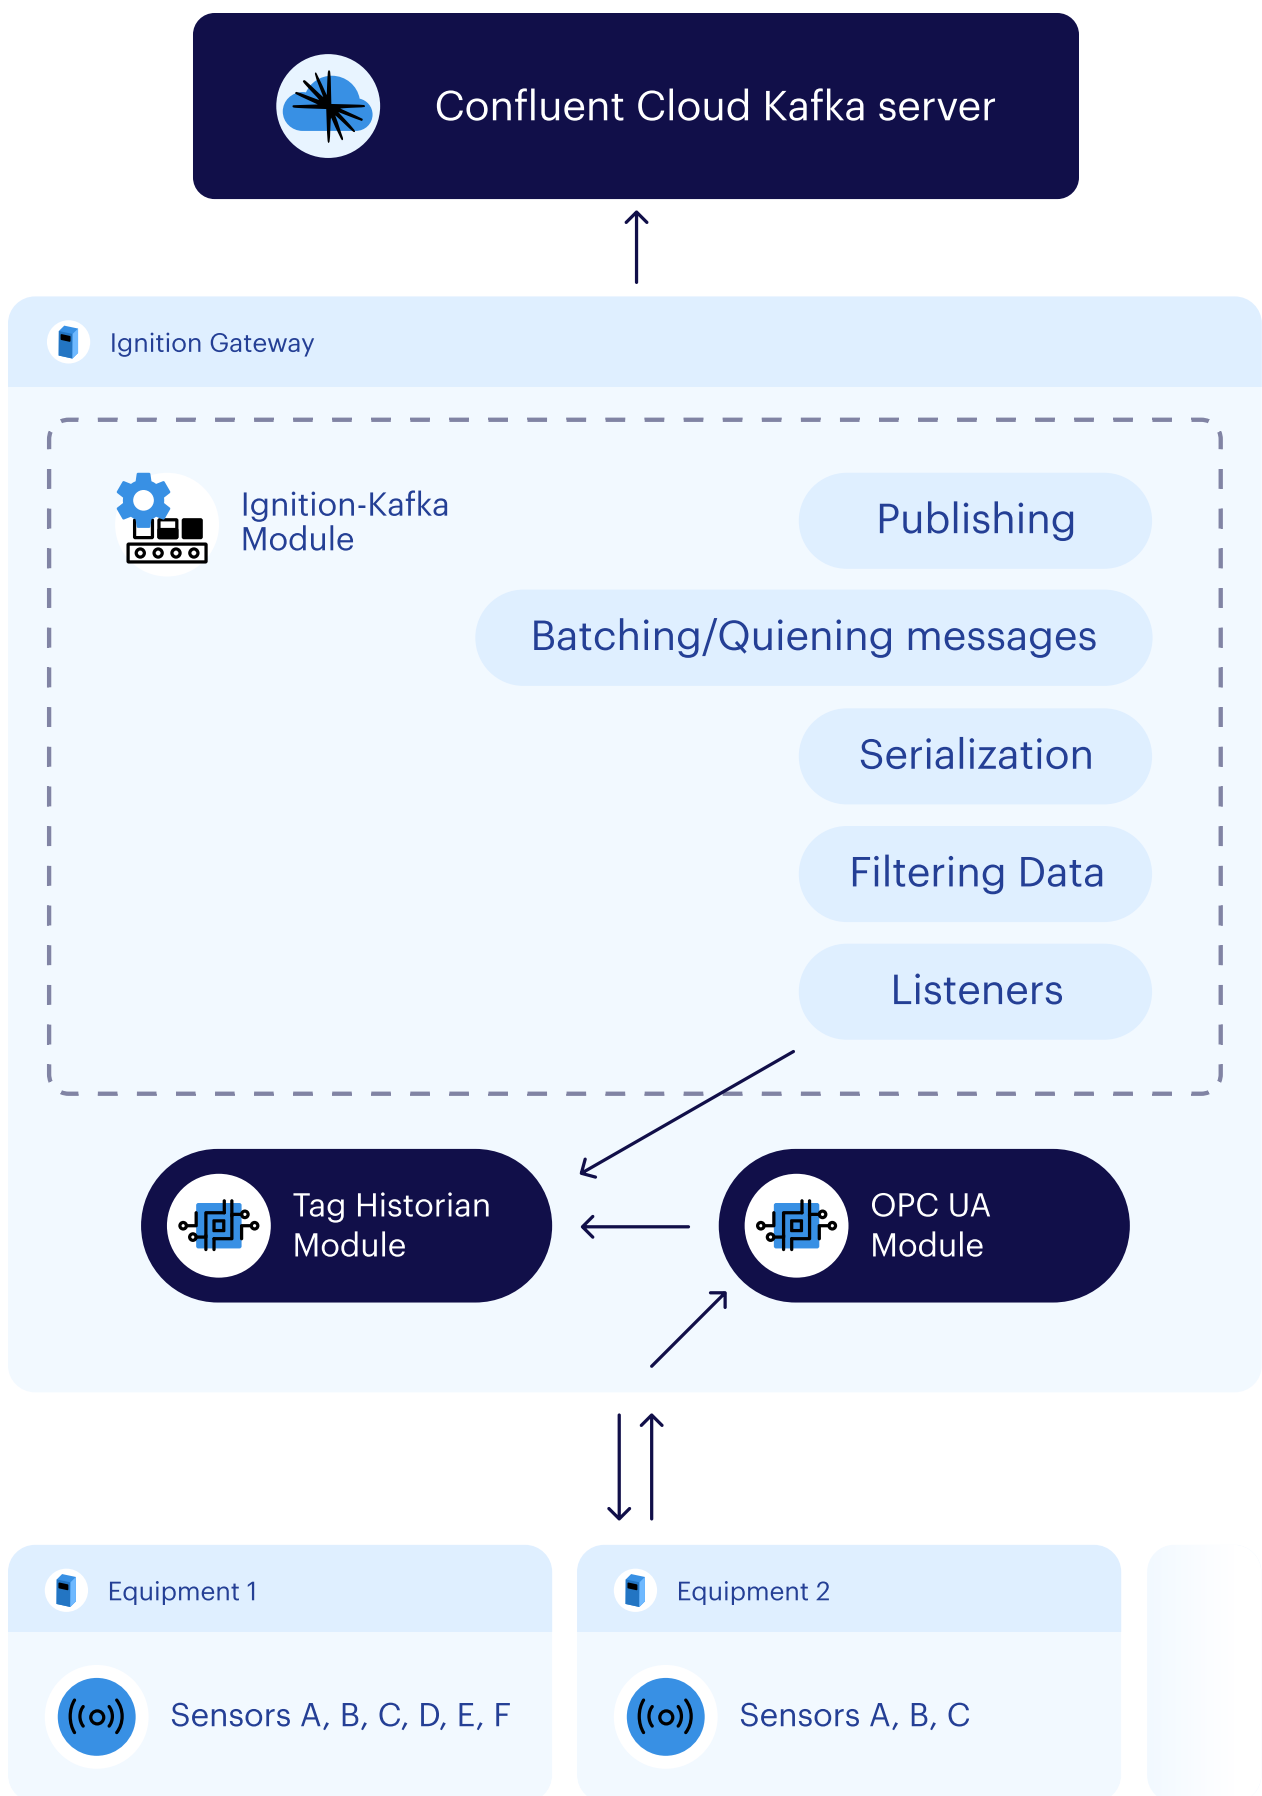 Confluent Cloud Kafka server
Ignition Gateway
Ignition-Kafka
Module
Publishing
Batching/Quiening messages
Serialization
Filtering Data
Listeners
Tag Historian
Module
OPC UA
Module
Equipment 1
Sensors A, B, C, D, E, F
Equipment 2
Sensors A, B, C